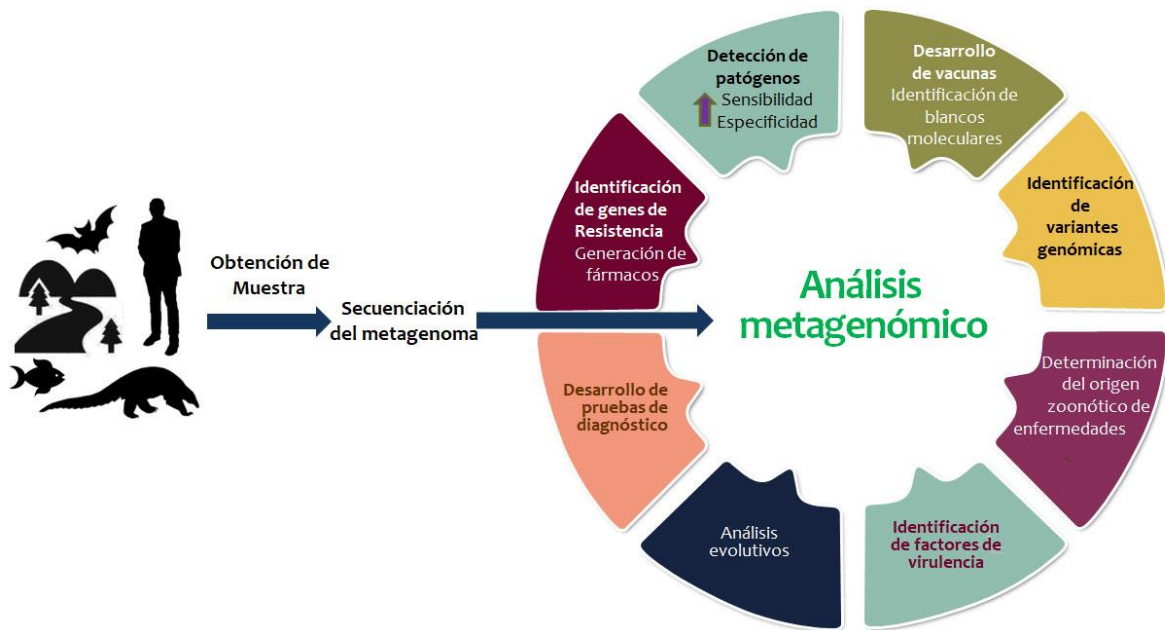 Obtención de
Muestra
Secuenciación
del metagenoma
Análisis
metagenómico
Detección de
patógenos
Sensibilidad
Especificidad
Desarrollo
de vacunas
Identificación de
blancos
moleculares
Identificación
de
variantes
genómicas
Determinación
del origen
zoonótico de
enfermedades
Identificación
de factores de
virulencia
Análisis
evolutivos
Desarrollo de
pruebas de
diagnóstico
Identificación
de genes de
Resistencia
Generación de
fármacos